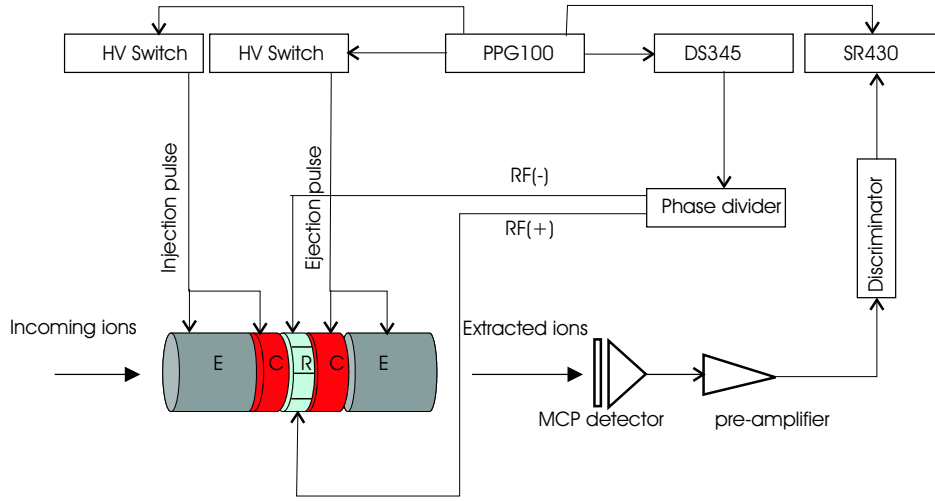 HV Switch
HV Switch
PPG100
DS345
SR430
Injection pulse
Ejection pulse
RF(-)
RF(+)
Phase divider
Discriminator
Incoming ions
E
C
R
C
E
Extracted ions
MCP detector
pre-amplifier